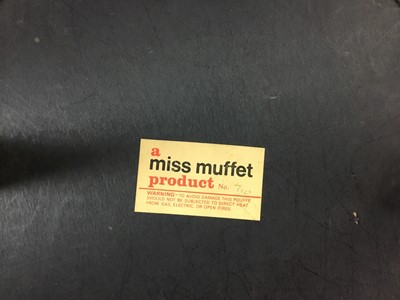 a
miss muffet
product No.
WARNING - TO AVOID DAMAGE THIS POUFFE
SHOULD NOT BE SUBJECTED TO DIRECT HEAT
FROM GAS, ELECTRIC OR OPEN FIRES